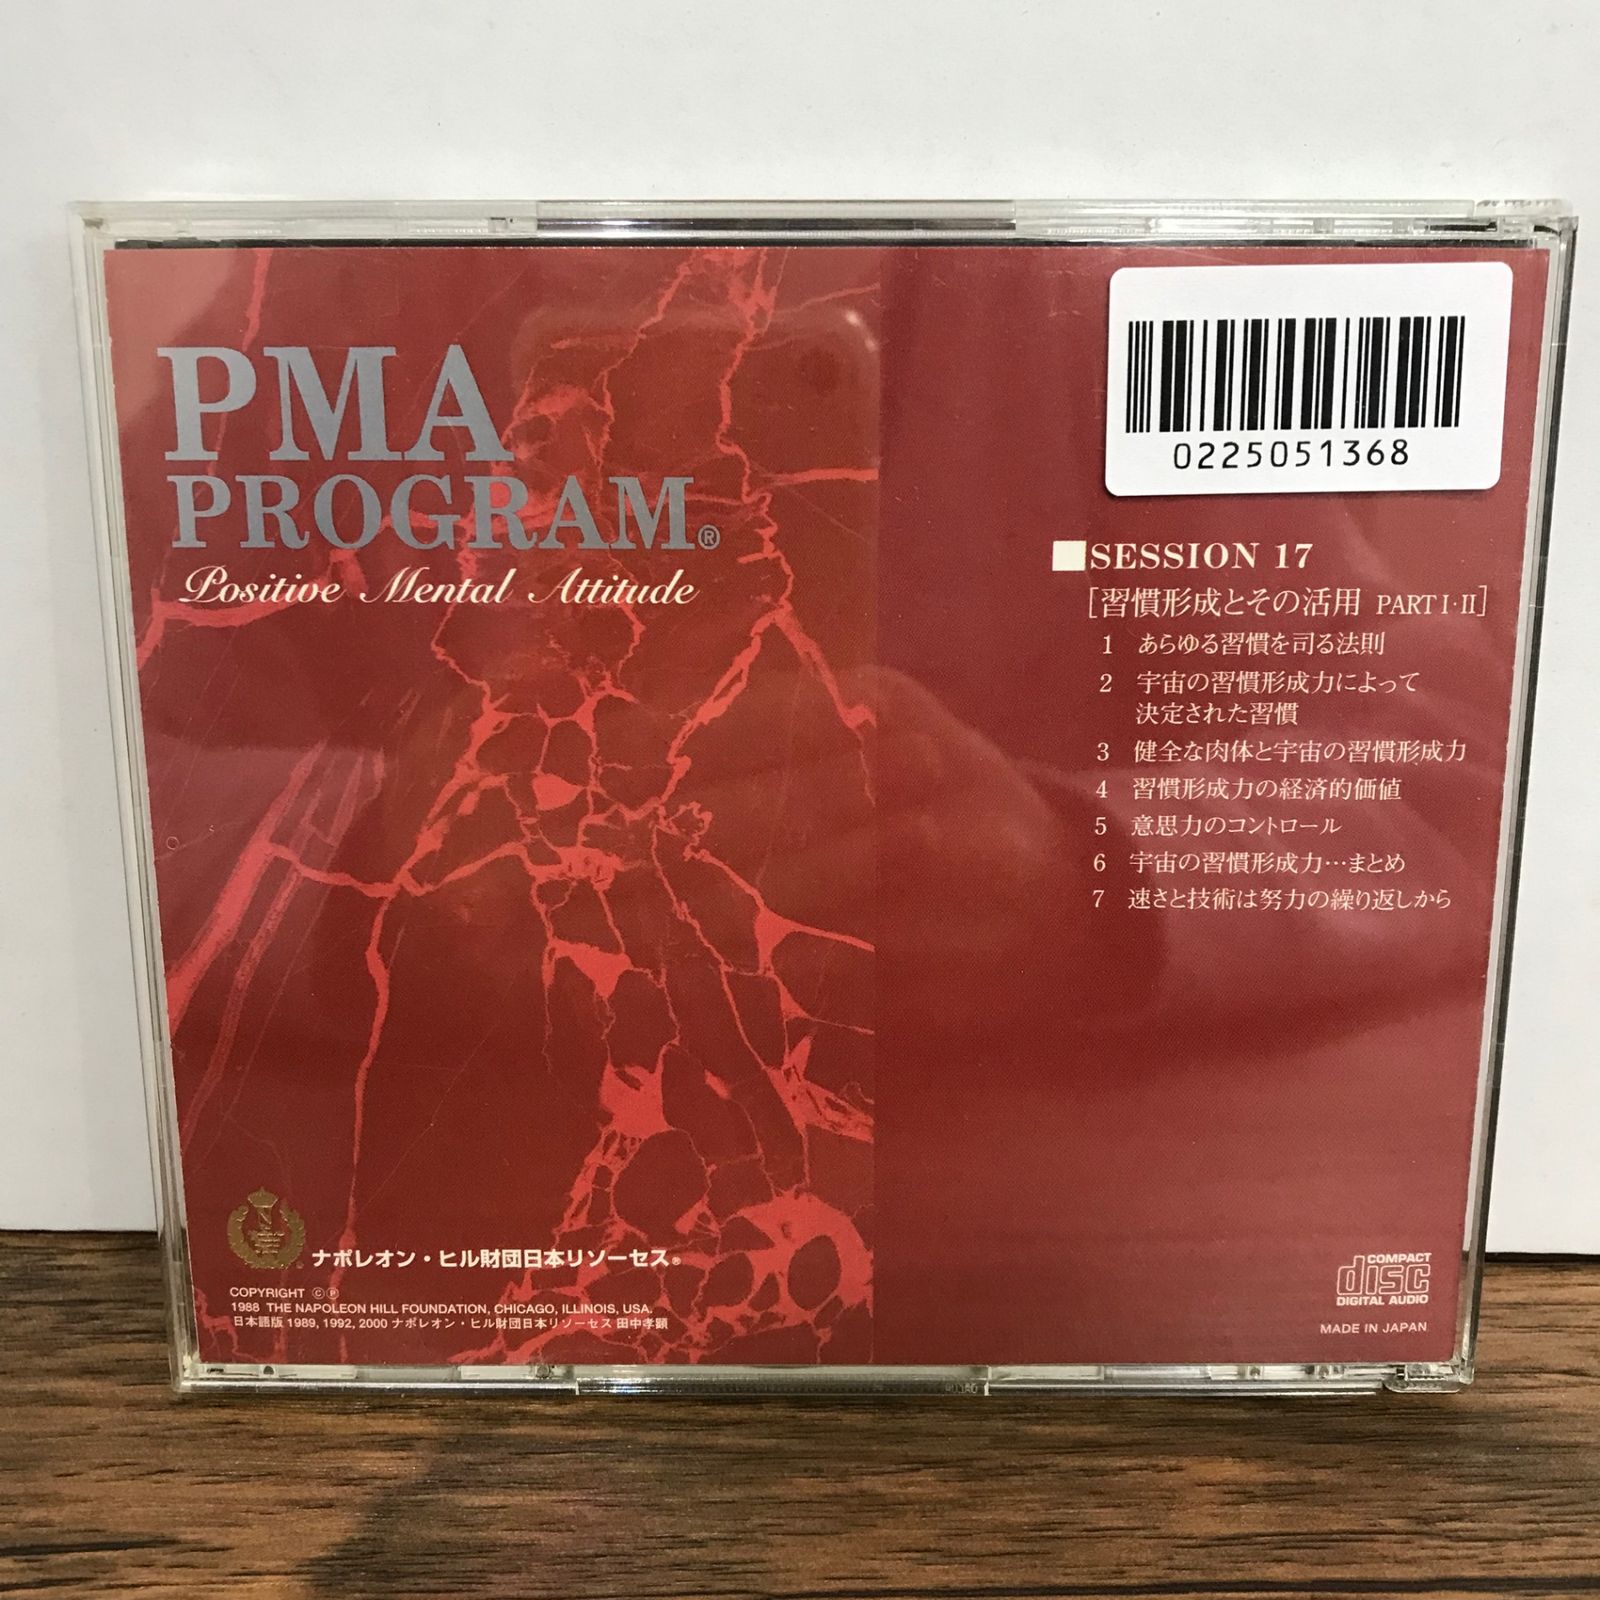 PMA
PROGRAM®
Positive Mental Attitude
0225051368
■SESSION 17
[習慣形成とその活用 PART I·II]
1 あらゆる習慣を司る法則
2 宇宙の習慣形成力によって
決定された習慣
3 健全な肉体と宇宙の習慣形成力
4 習慣形成力の経済的価値
5 意思力のコントロール
6 宇宙の習慣形成力…まとめ
7 速さと技術は努力の繰り返しから
N
ナポレオン・ヒル財団日本リソーセス®
COPYRIGHT ⓒⓟ
1988 THE NAPOLEON HILL FOUNDATION, CHICAGO, ILLINOIS, USA.
日本語版 1989, 1992, 2000 ナポレオン・ヒル財団日本リソーセス 田中孝顕
COMPACT
disc
DIGITAL AUDIO
MADE IN JAPAN